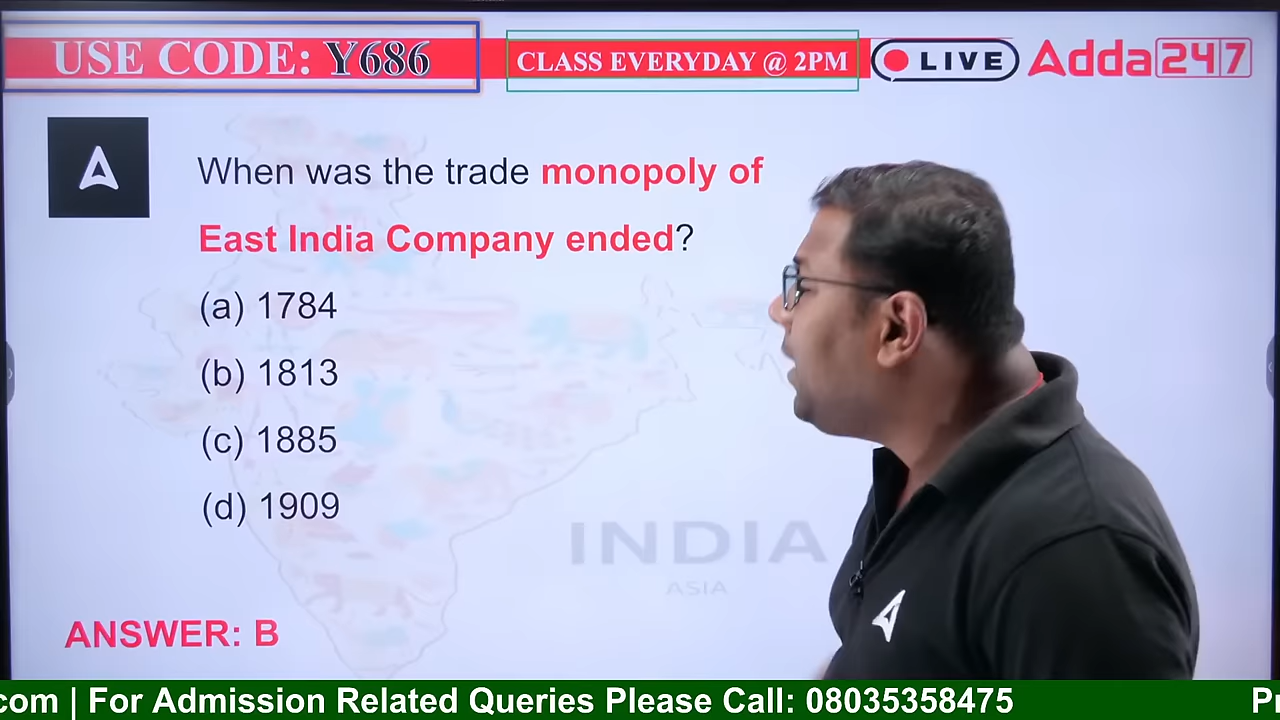 USE CODE: Y686
CLASS EVERYDAY @ 2PM
LIVE
Adda247
When was the trade monopoly of
East India Company ended?
(a) 1784
(b) 1813
(c) 1885
(d) 1909
INDIA
ASIA
ANSWER: B
.com | For Admission Related Queries Please Call: 08035358475